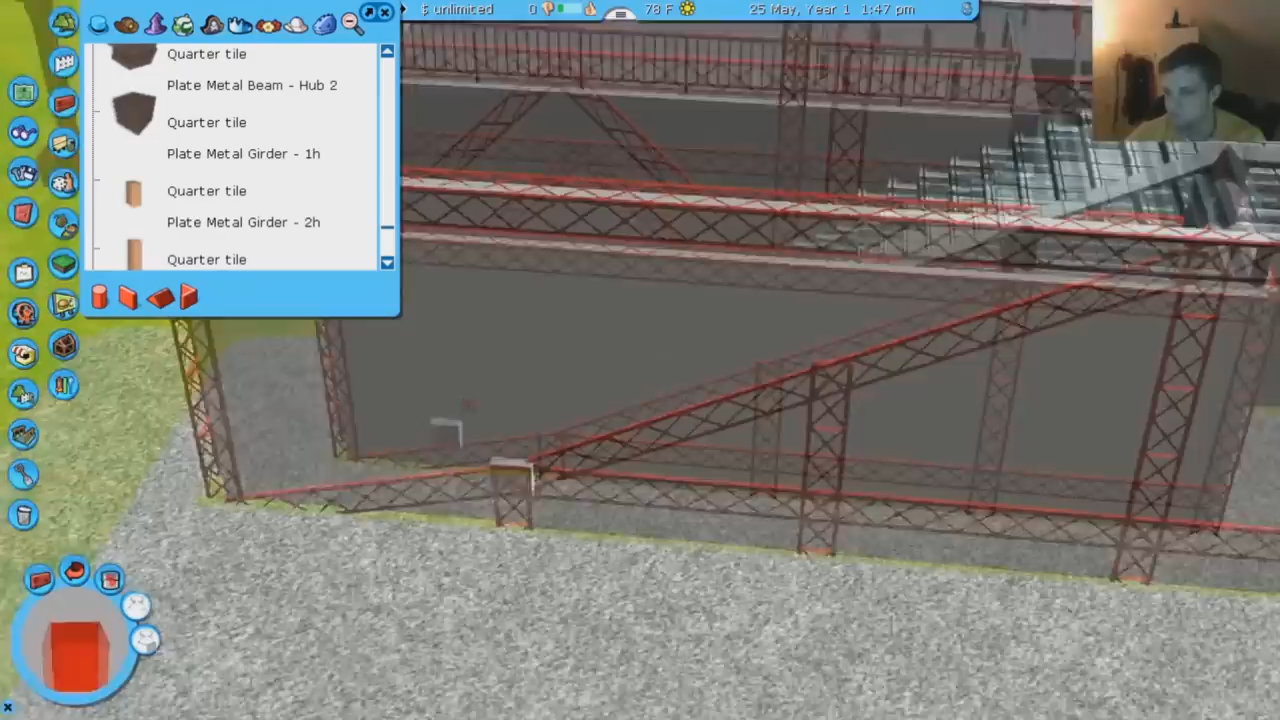 $ unlimited 0 78 F 25 May, Year 1 1:47 pm
Quarter tile
Plate Metal Beam - Hub 2
Quarter tile
Plate Metal Girder - 1h
Quarter tile
Plate Metal Girder - 2h
Quarter tile